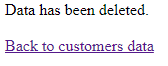 Data has been deleted.
Back to customers data